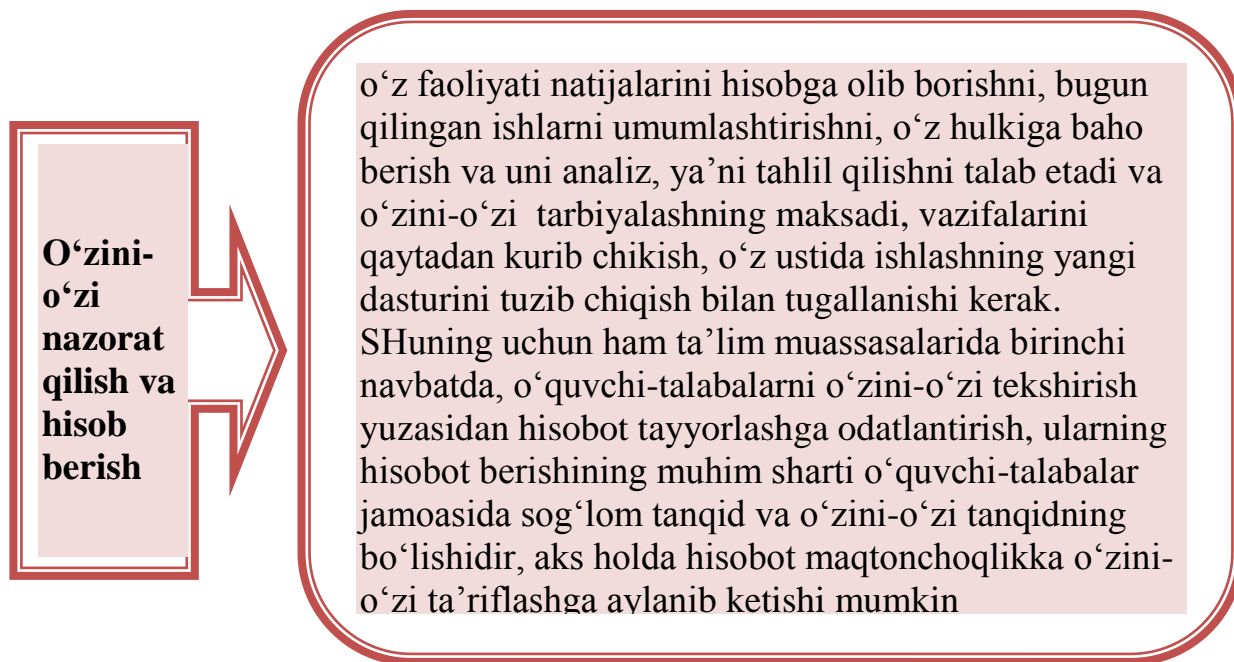 O‘zini-
o‘zi
nazorat
qilish va
hisob
berish
o‘z faoliyati natijalarini hisobga olib borishni, bugun
qilingan ishlarni umumlashtirishni, o‘z hulkiga baho
berish va uni analiz, ya’ni tahlil qilishni talab etadi va
o‘zini-o‘zi tarbiyalashning maksadi, vazifalarini
qaytadan kurib chikish, o‘z ustida ishlashning yangi
dasturini tuzib chiqish bilan tugallanishi kerak.
SHuning uchun ham ta’lim muassasalarida birinchi
navbatda, o‘quvchi-talabalarni o‘zini-o‘zi tekshirish
yuzasidan hisobot tayyorlashga odatlantirish, ularning
hisobot berishining muhim sharti o‘quvchi-talabalar
jamoasida sog‘lom tanqid va o‘zini-o‘zi tanqidning
bo‘lishidir, aks holda hisobot maqtonchoqlikka o‘zini-
o‘zi ta’riflashga aylanib ketishi mumkin